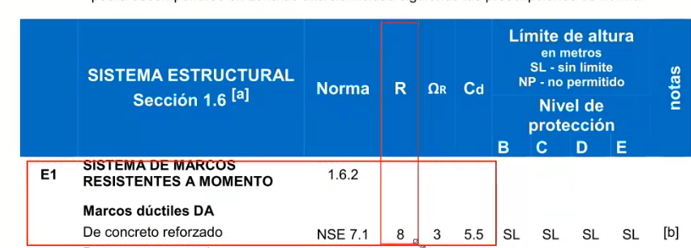 Límite de altura
en metros
SL - sin límite
NP - no permitido
SISTEMA ESTRUCTURAL
Sección 1.6 [a]
Norma
R
ΩR
Cd
notas
Nivel de
protección
B C D E
E1 SISTEMA DE MARCOS
RESISTENTES A MOMENTO 1.6.2
Marcos dúctiles DA
De concreto reforzado NSE 7.1 8 3 5.5 SL SL SL SL [b]